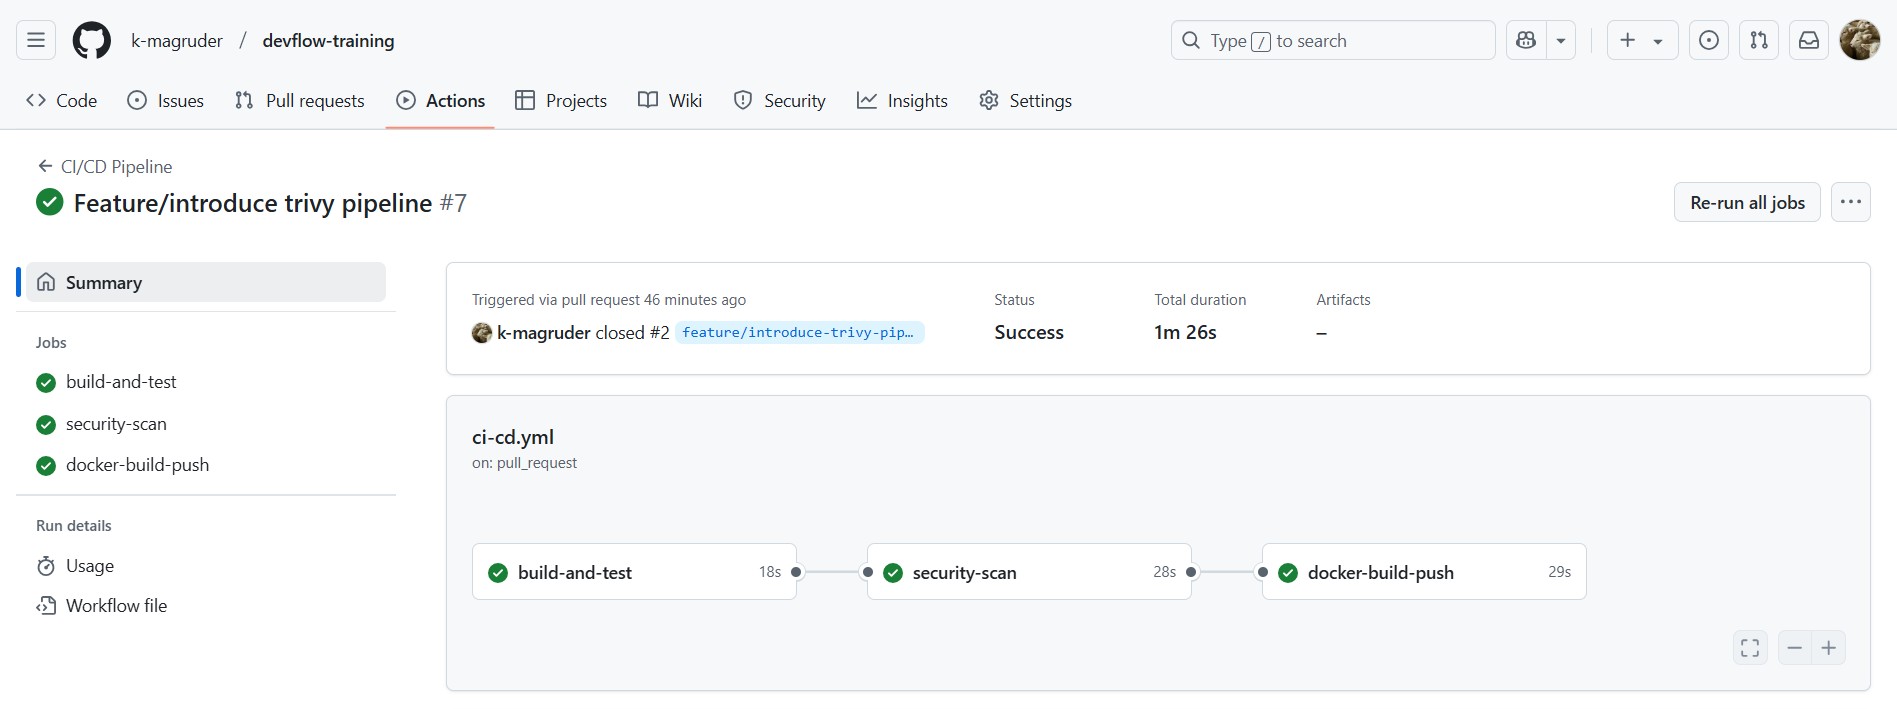 k-magruder / devflow-training
Type / to search
Code Issues Pull requests Actions Projects Wiki Security Insights Settings
← CI/CD Pipeline
Feature/introduce trivy pipeline #7
Re-run all jobs
Summary
Jobs
build-and-test
security-scan
docker-build-push
Run details
Usage
Workflow file
Triggered via pull request 46 minutes ago
k-magruder closed #2 feature/introduce-trivy-pip…
Status
Success
Total duration
1m 26s
Artifacts
–
ci-cd.yml
on: pull_request
build-and-test 18s
security-scan 28s
docker-build-push 29s